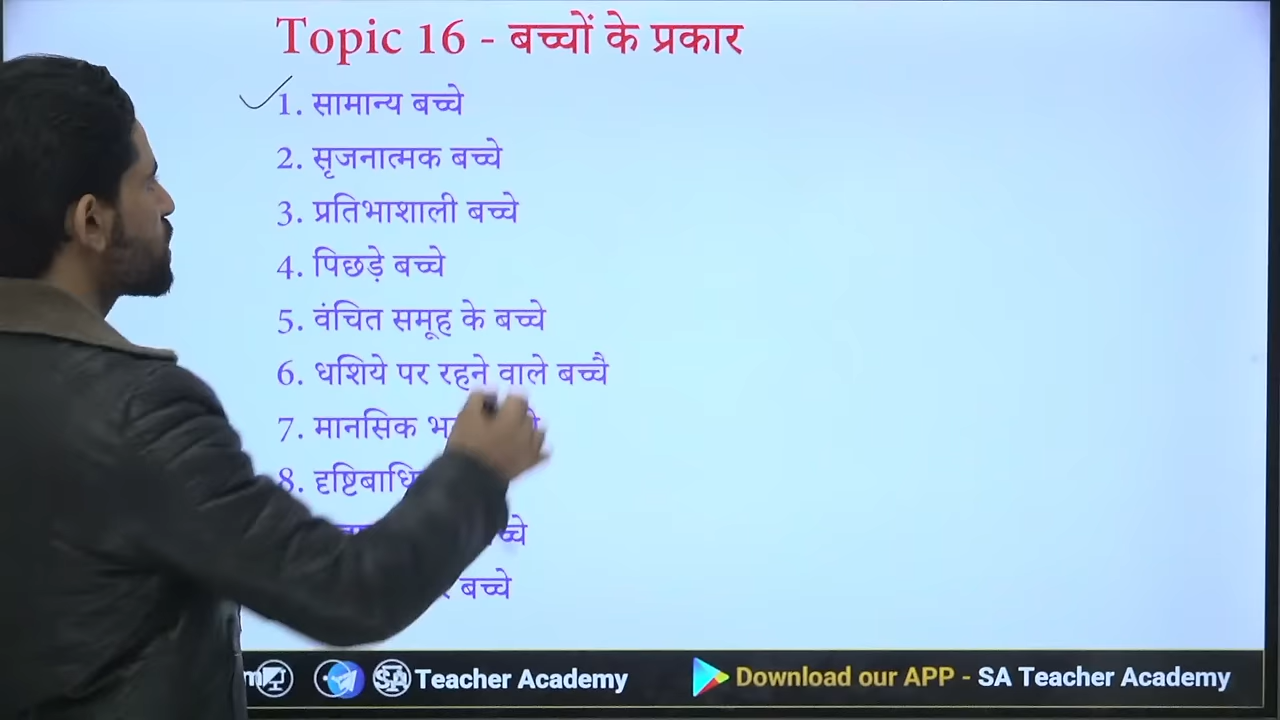 Topic 16 - बच्चों के प्रकार
1. सामान्य बच्चे
2. सृजनात्मक बच्चे
3. प्रतिभाशाली बच्चे
4. पिछड़े बच्चे
5. वंचित समूह के बच्चे
6. धशिये पर रहने वाले बच्चै
7. मानसिक
8.
बच्चे
SA Teacher Academy
Download our APP - SA Teacher Academy